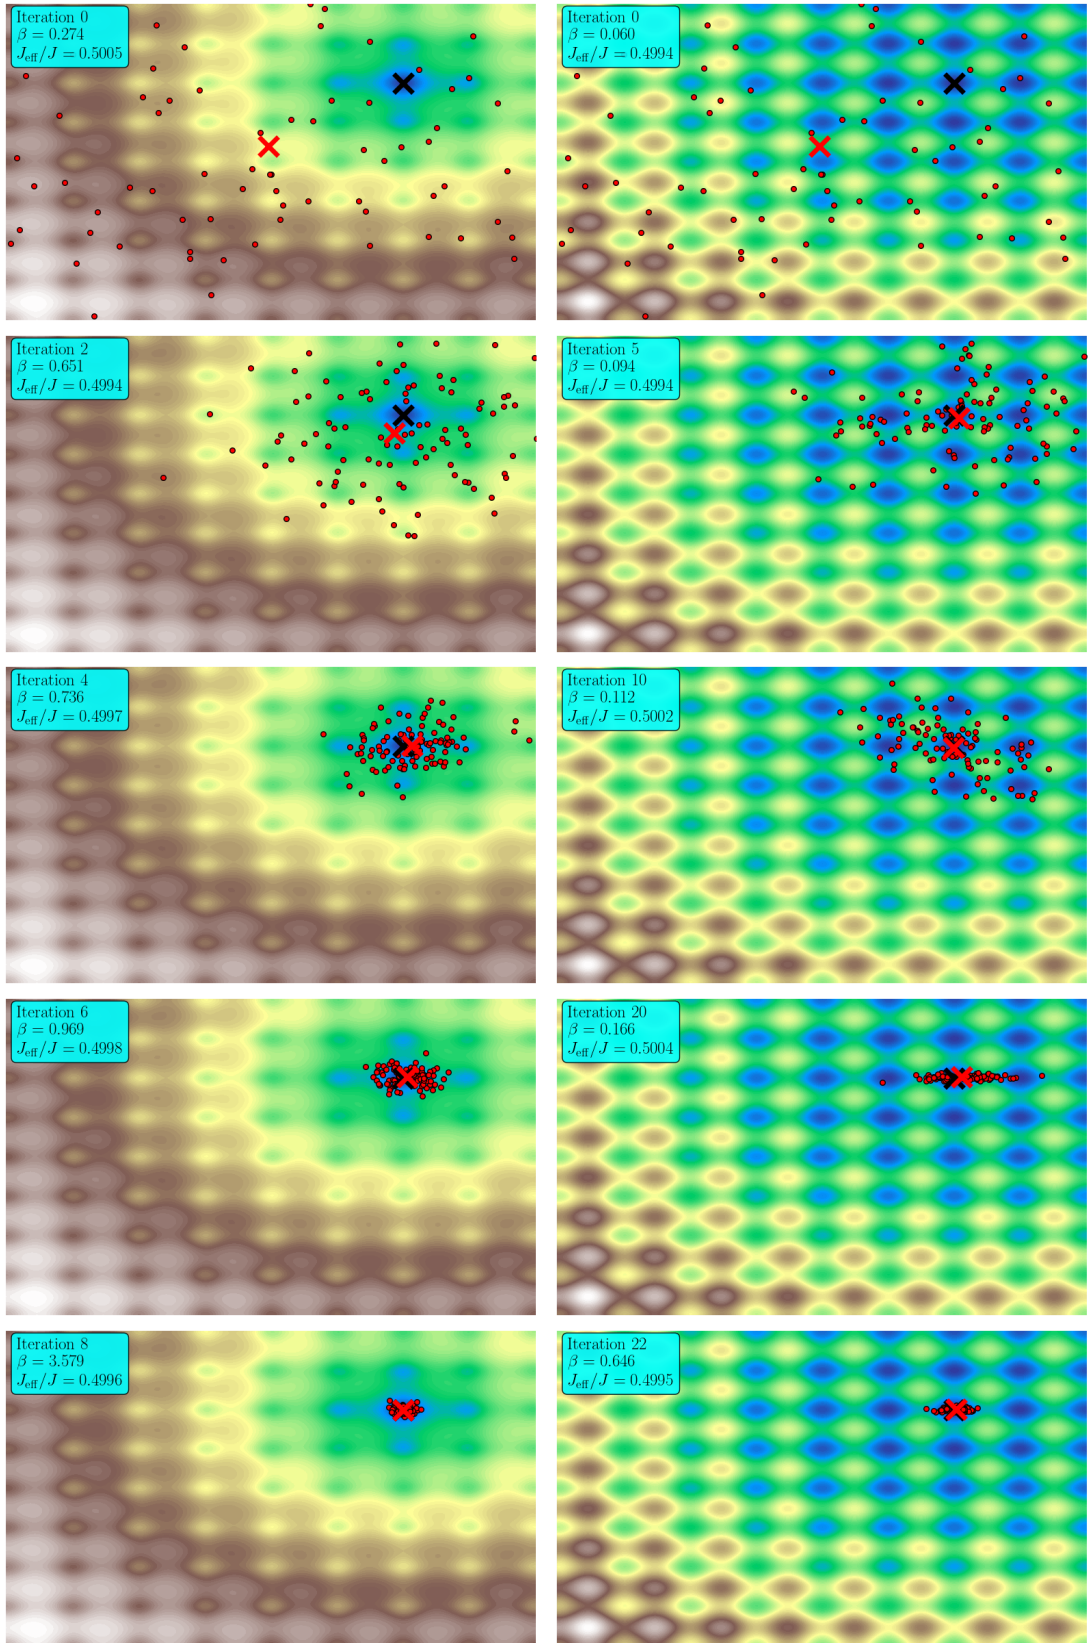 Iteration 0
β = 0.274
J_eff/J = 0.5005
Iteration 0
β = 0.060
J_eff/J = 0.4994
Iteration 2
β = 0.651
J_eff/J = 0.4994
Iteration 5
β = 0.094
J_eff/J = 0.4994
Iteration 4
β = 0.736
J_eff/J = 0.4997
Iteration 10
β = 0.112
J_eff/J = 0.5002
Iteration 6
β = 0.969
J_eff/J = 0.4998
Iteration 20
β = 0.166
J_eff/J = 0.5004
Iteration 8
β = 3.579
J_eff/J = 0.4996
Iteration 22
β = 0.646
J_eff/J = 0.4995